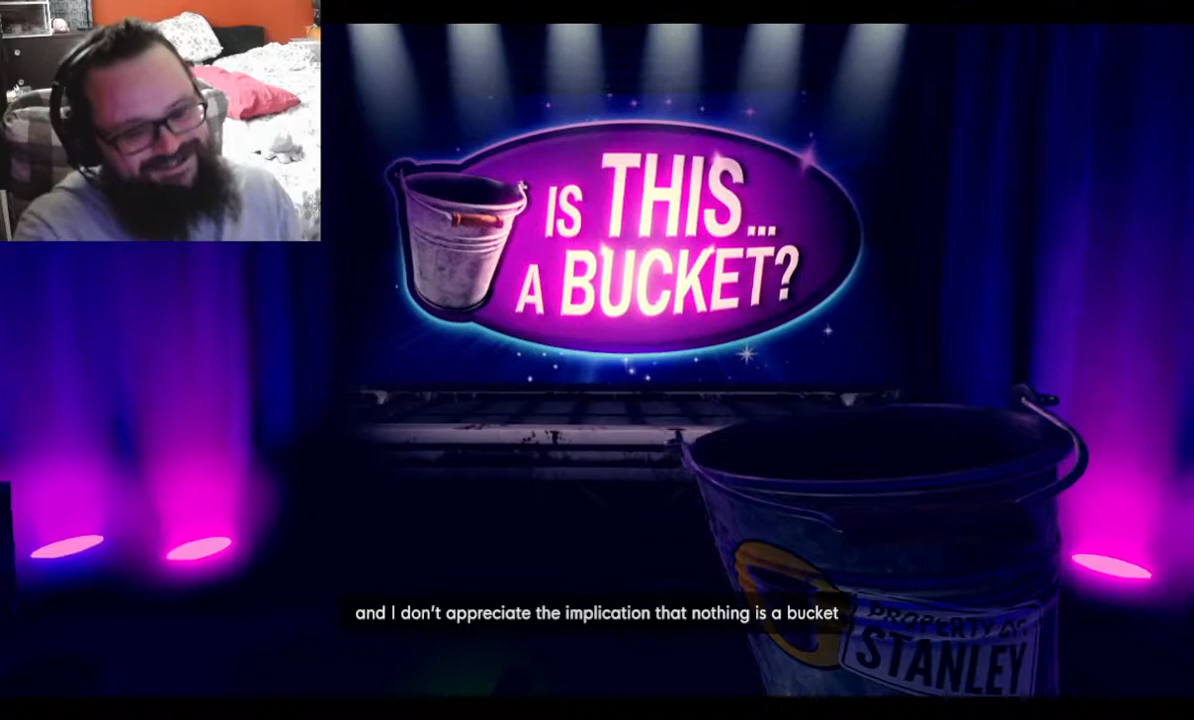 IS THIS...
A BUCKET?
and I don't appreciate the implication that nothing is a bucket
PROPERTY OF
STANLEY